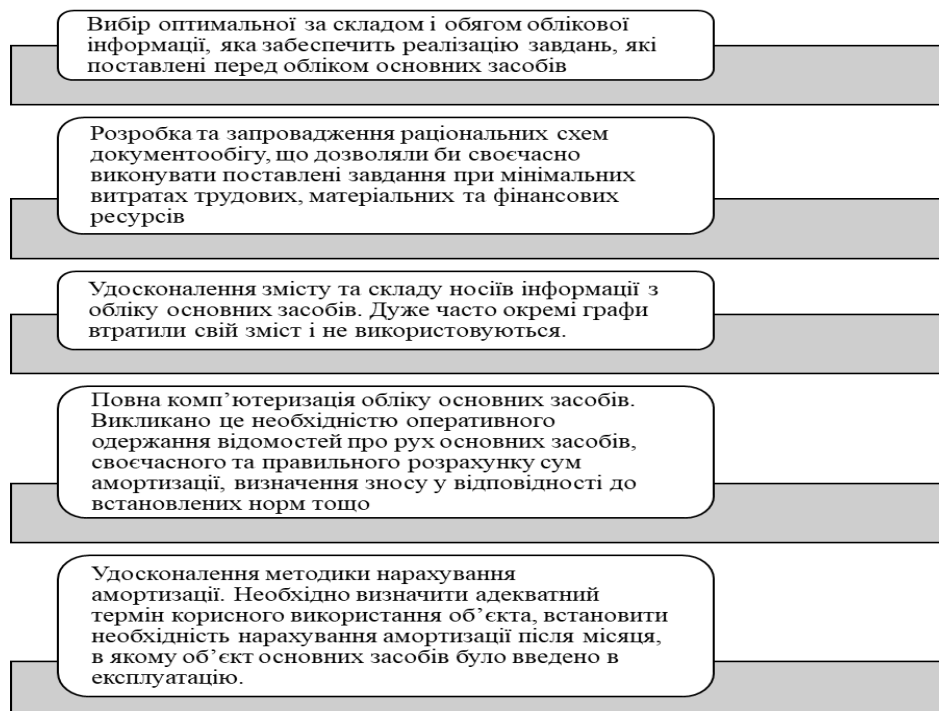 Вибір оптимальної за складом і обягом облікової
інформації, яка забеспечить реалізацію завдань, які
поставлені перед обліком основних засобів
Розробка та запровадження раціональних схем
документообігу, що дозволяли би своєчасно
виконувати поставлені завдання при мінімальних
витратах трудових, матеріальних та фінансових
ресурсів
Удосконалення змісту та складу носіїв інформації з
обліку основних засобів. Дуже часто окремі графи
втратили свій зміст і не використовуються.
Повна комп’ютеризація обліку основних засобів.
Викликано це необхідністю оперативного
одержання відомостей про рух основних засобів,
своєчасного та правильного розрахунку сум
амортизації, визначення зносу у відповідності до
встановлених норм тощо
Удосконалення методики нарахування
амортизації. Необхідно визначити адекватний
термін корисного використання об’єкта, встановити
необхідність нарахування амортизації після місяця,
в якому об’єкт основних засобів було введено в
експлуатацію.